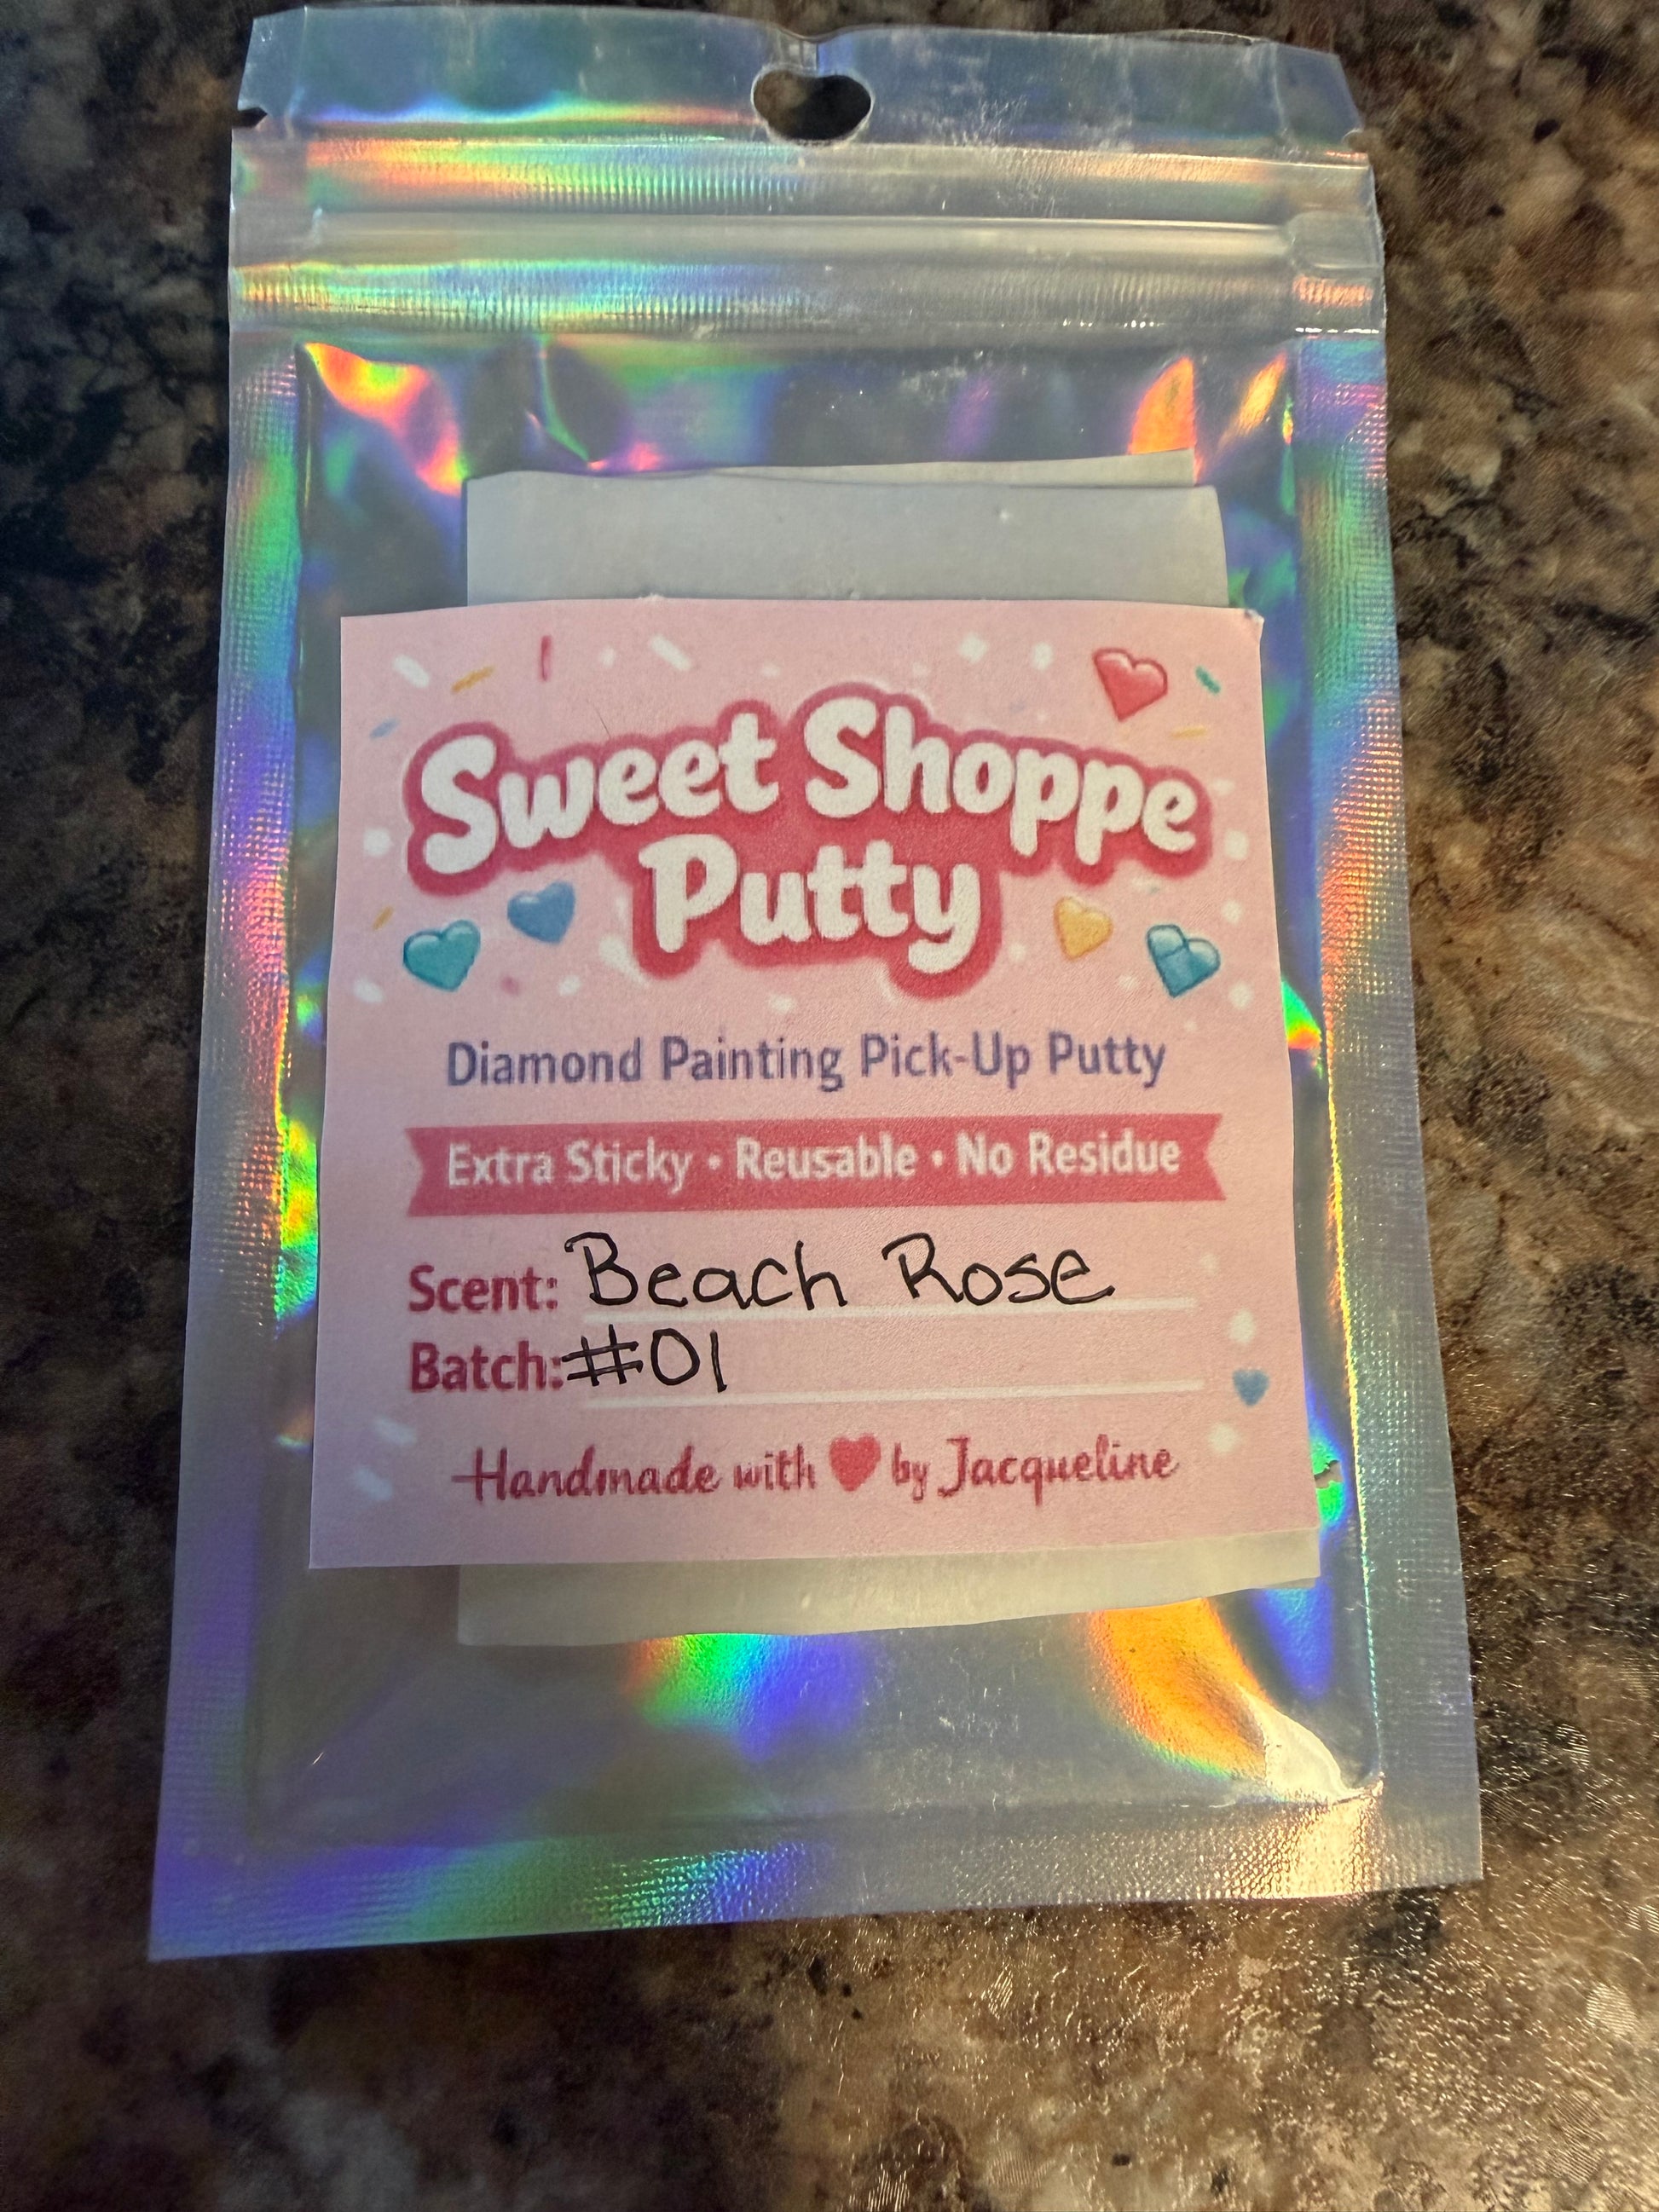 Sweet Shoppe
Putty
Diamond Painting Pick-Up Putty
Extra Sticky • Reusable • No Residue
Scent: Beach Rose
Batch: #01
Handmade with ❤ by Jacqueline